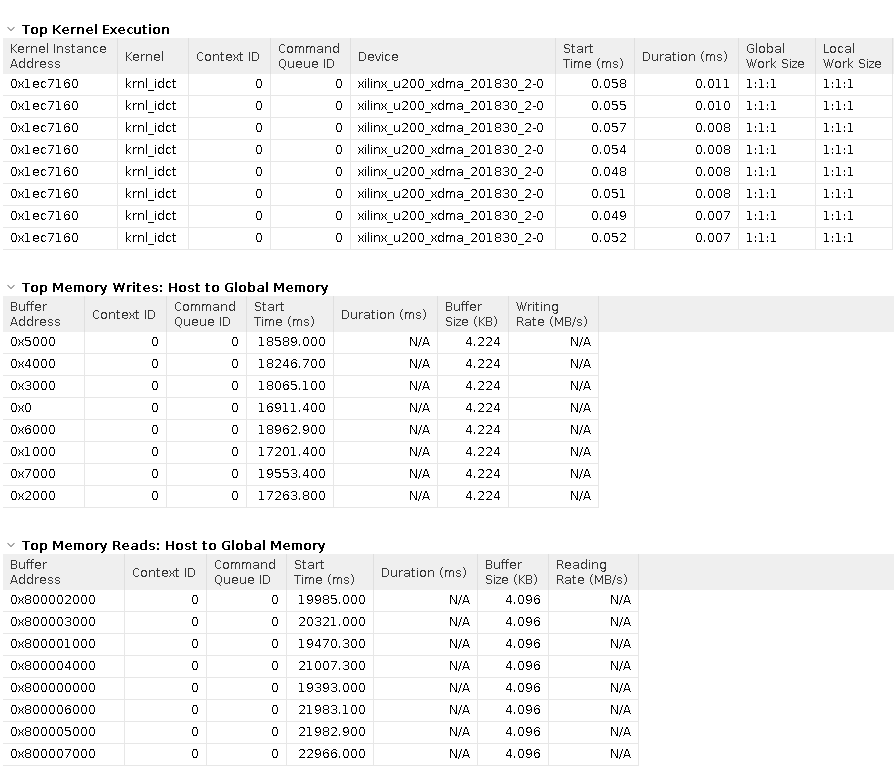 Top Kernel Execution
Kernel Instance Address Kernel Context ID Command Queue ID Device Start Time (ms) Duration (ms) Global Work Size Local Work Size
0x1ec7160 krnl_idct 0 0 xilinx_u200_xdma_201830_2-0 0.058 0.011 1:1:1 1:1:1
0x1ec7160 krnl_idct 0 0 xilinx_u200_xdma_201830_2-0 0.055 0.010 1:1:1 1:1:1
0x1ec7160 krnl_idct 0 0 xilinx_u200_xdma_201830_2-0 0.057 0.008 1:1:1 1:1:1
0x1ec7160 krnl_idct 0 0 xilinx_u200_xdma_201830_2-0 0.054 0.008 1:1:1 1:1:1
0x1ec7160 krnl_idct 0 0 xilinx_u200_xdma_201830_2-0 0.048 0.008 1:1:1 1:1:1
0x1ec7160 krnl_idct 0 0 xilinx_u200_xdma_201830_2-0 0.051 0.008 1:1:1 1:1:1
0x1ec7160 krnl_idct 0 0 xilinx_u200_xdma_201830_2-0 0.049 0.007 1:1:1 1:1:1
0x1ec7160 krnl_idct 0 0 xilinx_u200_xdma_201830_2-0 0.052 0.007 1:1:1 1:1:1
Top Memory Writes: Host to Global Memory
Buffer Address Context ID Command Queue ID Start Time (ms) Duration (ms) Buffer Size (KB) Writing Rate (MB/s)
0x5000 0 0 18589.000 N/A 4.224 N/A
0x4000 0 0 18246.700 N/A 4.224 N/A
0x3000 0 0 18065.100 N/A 4.224 N/A
0x0 0 0 16911.400 N/A 4.224 N/A
0x6000 0 0 18962.900 N/A 4.224 N/A
0x1000 0 0 17201.400 N/A 4.224 N/A
0x7000 0 0 19553.400 N/A 4.224 N/A
0x2000 0 0 17263.800 N/A 4.224 N/A
Top Memory Reads: Host to Global Memory
Buffer Address Context ID Command Queue ID Start Time (ms) Duration (ms) Buffer Size (KB) Reading Rate (MB/s)
0x800002000 0 0 19985.000 N/A 4.096 N/A
0x800003000 0 0 20321.000 N/A 4.096 N/A
0x800001000 0 0 19470.300 N/A 4.096 N/A
0x800004000 0 0 21007.300 N/A 4.096 N/A
0x800000000 0 0 19393.000 N/A 4.096 N/A
0x800006000 0 0 21983.100 N/A 4.096 N/A
0x800005000 0 0 21982.900 N/A 4.096 N/A
0x800007000 0 0 22966.000 N/A 4.096 N/A